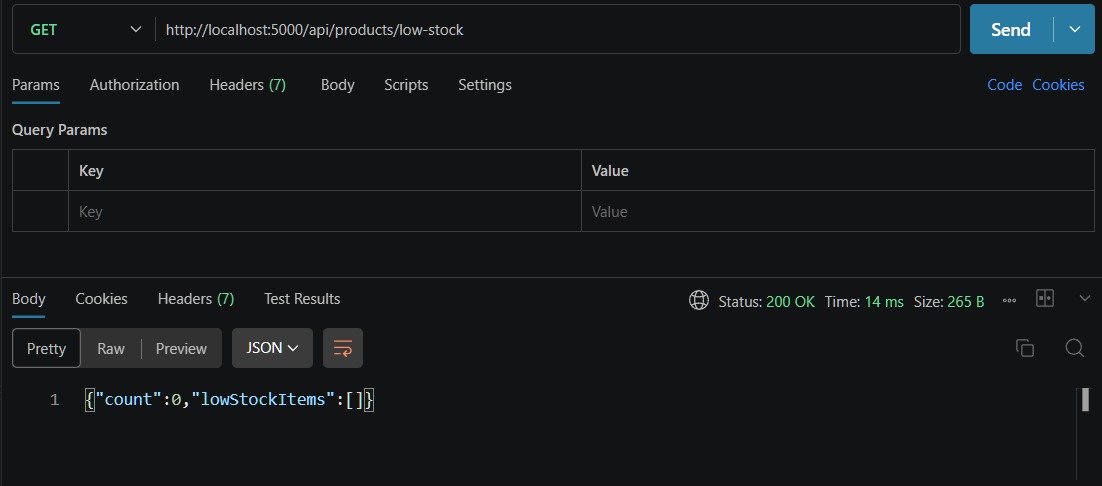 GET http://localhost:5000/api/products/low-stock Send
Params Authorization Headers (7) Body Scripts Settings Code Cookies
Query Params
Key Value
Key Value
Body Cookies Headers (7) Test Results Status: 200 OK Time: 14 ms Size: 265 B
Pretty Raw Preview JSON
1 {"count":0,"lowStockItems":[]}